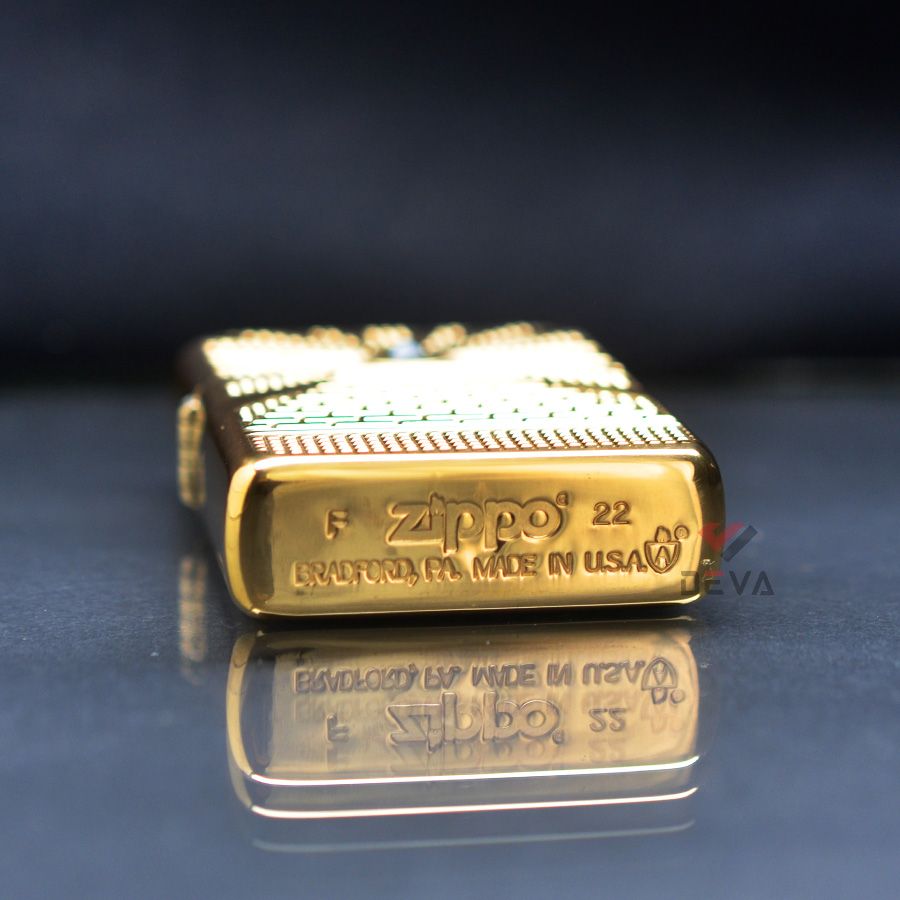 F zippo 22
BRADFORD, PA. MADE IN U.S.A.
DEVA